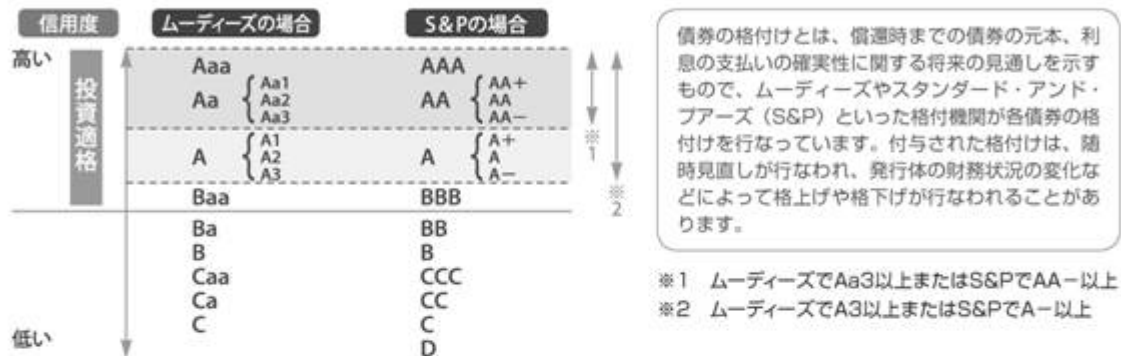 信用度 ムーディーズの場合 S&Pの場合
高い
投資適格
Aaa AAA
Aa Aa1 Aa2 Aa3 AA AA+ AA AA−
A A1 A2 A3 A A+ A A−
Baa BBB
Ba BB
B B
Caa CCC
Ca CC
C C
D
低い
※1
※2
債券の格付けとは、償還時までの債券の元本、利
息の支払いの確実性に関する将来の見通しを示す
もので、ムーディーズやスタンダード・アンド・
プアーズ（S&P）といった格付機関が各債券の格
付けを行なっています。付与された格付けは、随
時見直しが行なわれ、発行体の財務状況の変化な
どによって格上げや格下げが行なわれることがあ
ります。
※1 ムーディーズでAa3以上またはS&PでAA−以上
※2 ムーディーズでA3以上またはS&PでA−以上